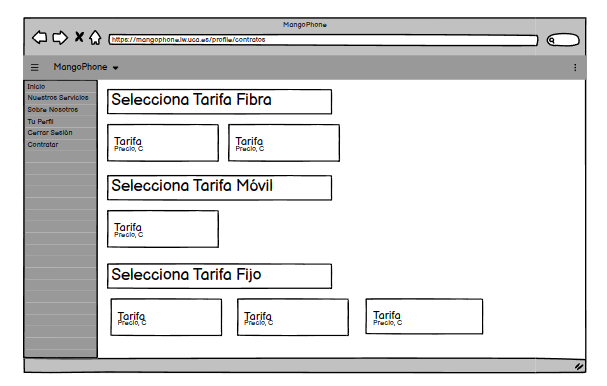 MangoPhone
https://mangophone.iw.uca.es/profile/contratos
MangoPhone
Inicio
Nuestros Servicios
Sobre Nosotros
Tu Perfil
Cerrar Sesión
Contratar
Selecciona Tarifa Fibra
Tarifa
Precio, C
Tarifa
Precio, C
Selecciona Tarifa Móvil
Tarifa
Precio, C
Selecciona Tarifa Fijo
Tarifa
Precio, C
Tarifa
Precio, C
Tarifa
Precio, C